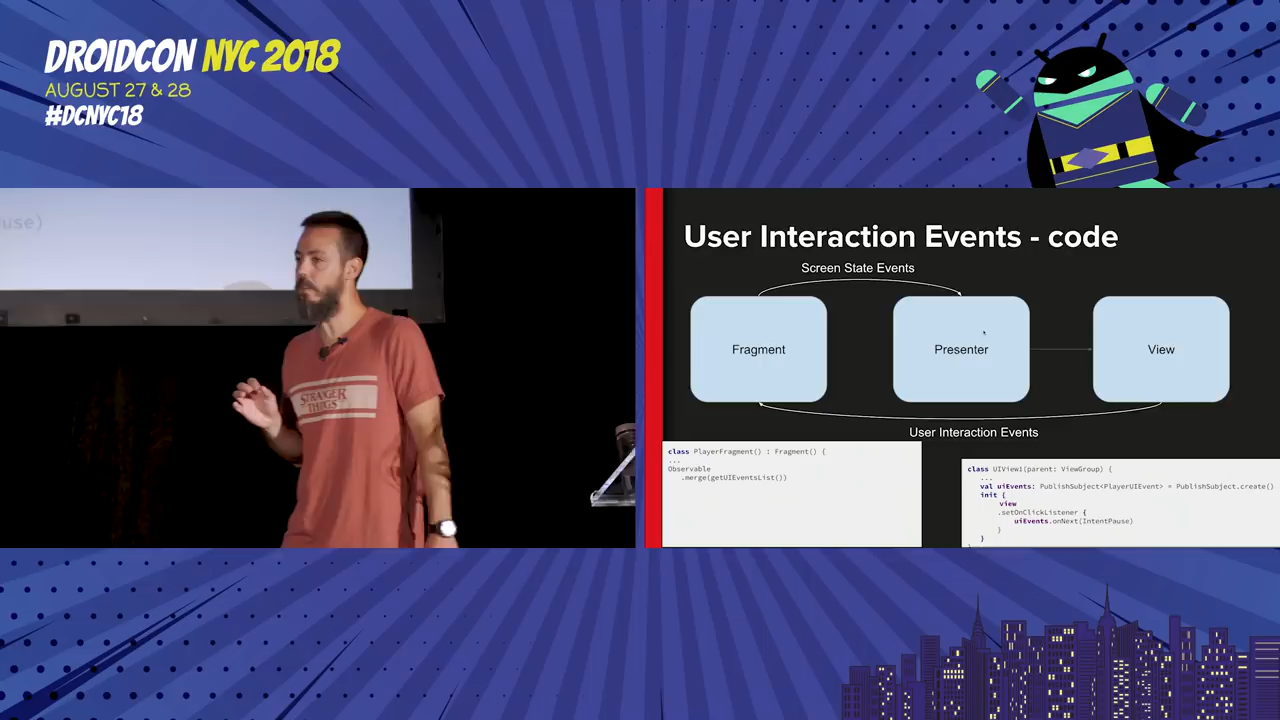 DROIDCON NYC 2018
AUGUST 27 & 28
#DCNYC18
use)
STRANGER
THINGS
User Interaction Events - code
Screen State Events
Fragment
Presenter
View
User Interaction Events
class PlayerFragment() : Fragment() {
...
Observable
.merge(getUIEventsList())
class UIView1(parent: ViewGroup) {
...
val uiEvents: PublishSubject<PlayerUIEvent> = PublishSubject.create()
init {
view
.setOnClickListener {
uiEvents.onNext(IntentPause)
}
}
}